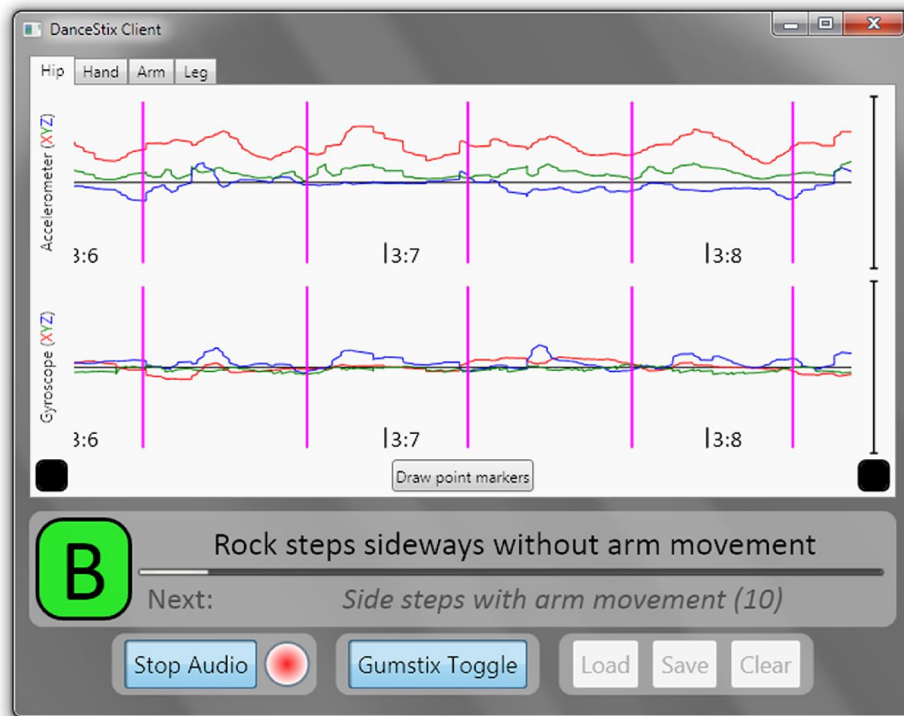 DanceStix Client
Hip Hand Arm Leg
Accelerometer (XYZ)
3:6 3:7 3:8
Gyroscope (XYZ)
3:6 3:7 3:8
Draw point markers
B
Rock steps sideways without arm movement
Next: Side steps with arm movement (10)
Stop Audio Gumstix Toggle Load Save Clear